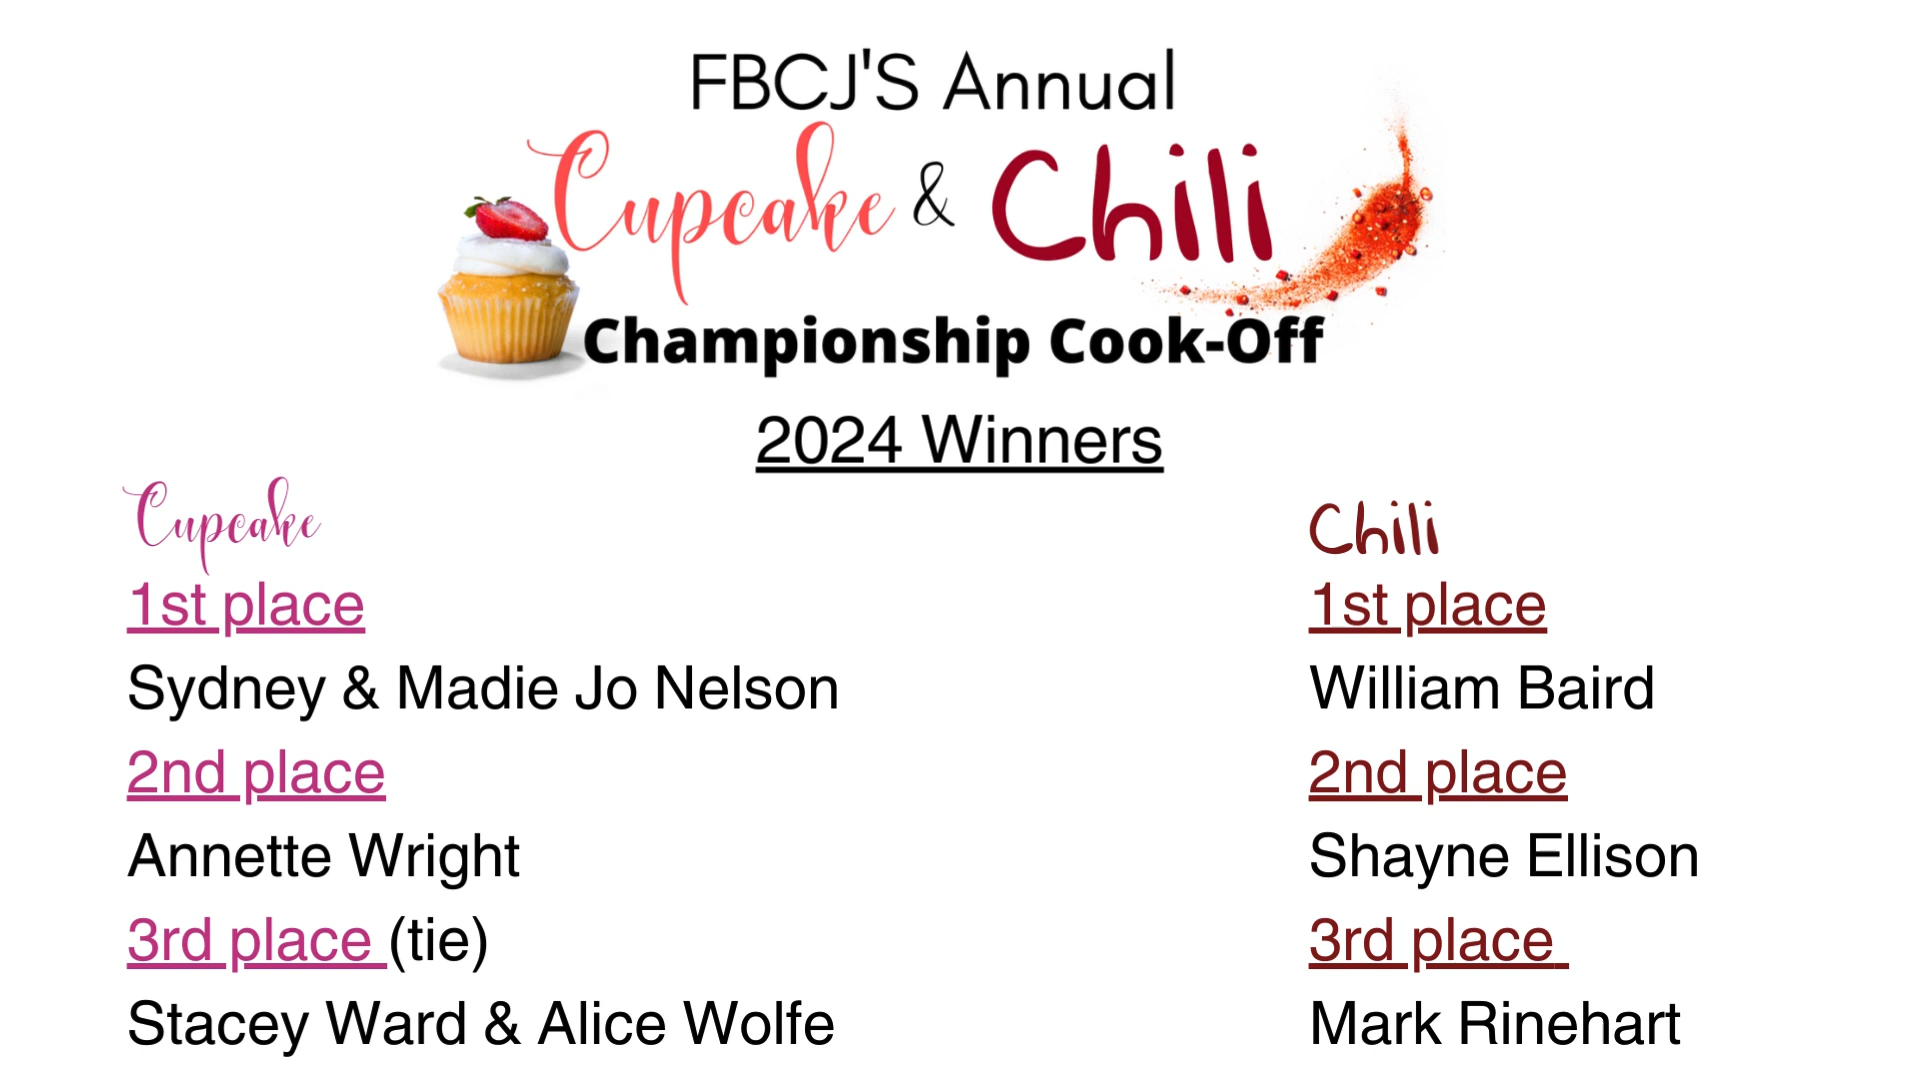 FBCJ'S Annual
Cupcake & Chili
Championship Cook-Off
2024 Winners
Cupcake
1st place
Sydney & Madie Jo Nelson
2nd place
Annette Wright
3rd place (tie)
Stacey Ward & Alice Wolfe
Chili
1st place
William Baird
2nd place
Shayne Ellison
3rd place
Mark Rinehart